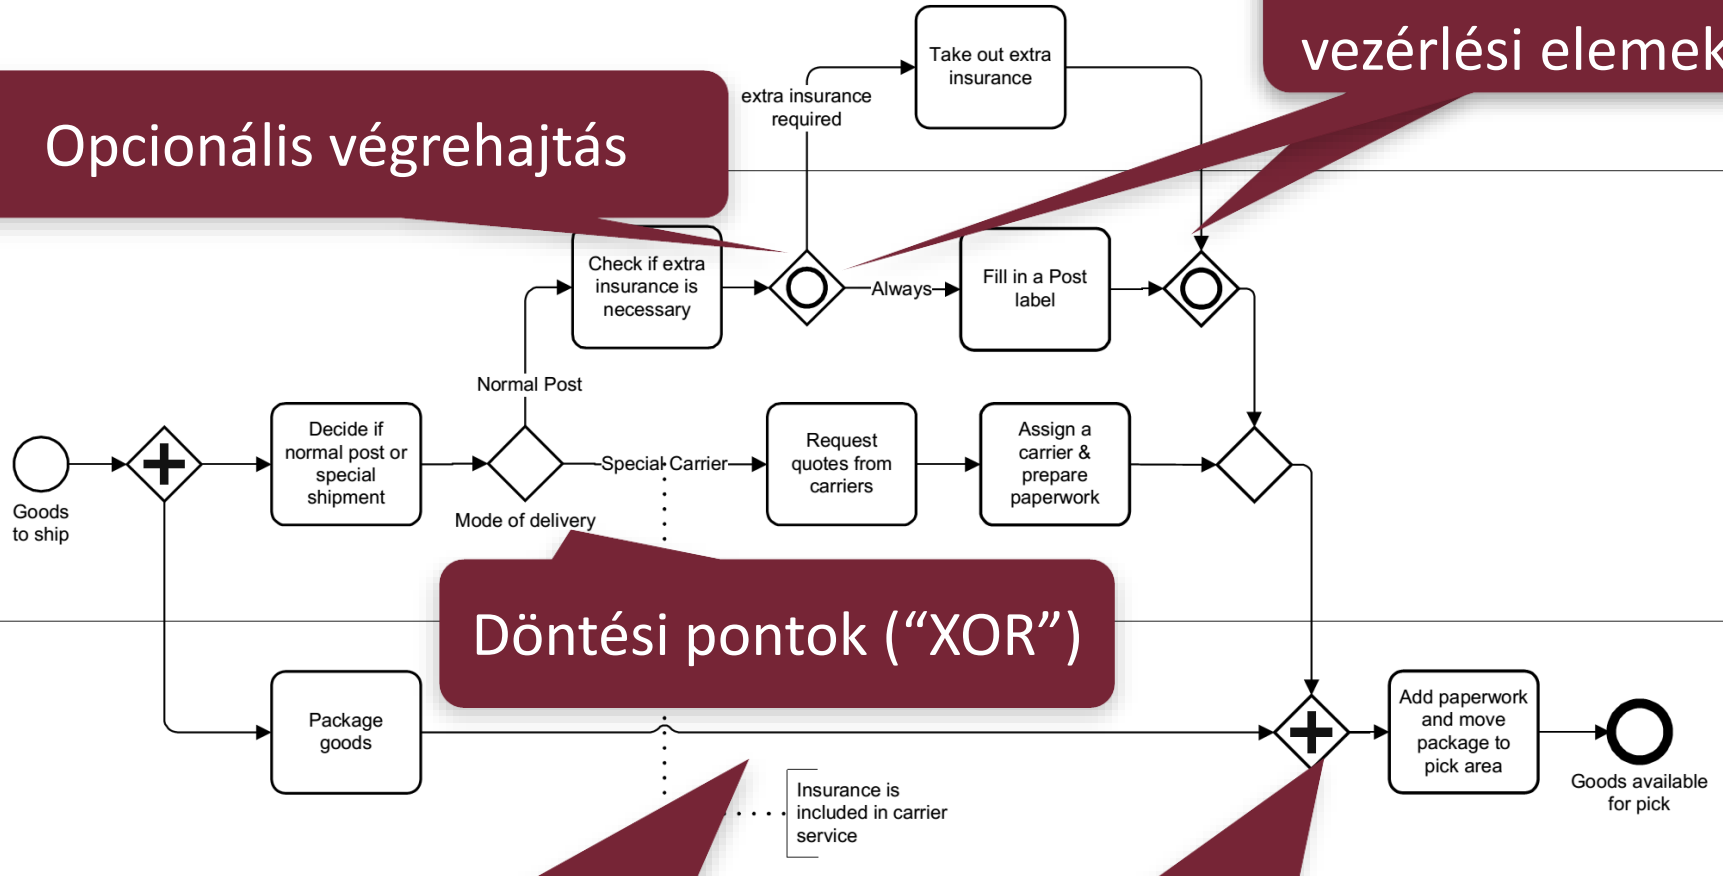 vezérlési elemek
Take out extra
insurance
extra insurance
required
Opcionális végrehajtás
Check if extra
insurance is
necessary
Always
Fill in a Post
label
Normal Post
Decide if
normal post or
special
shipment
Special Carrier
Request
quotes from
carriers
Assign a
carrier &
prepare
paperwork
Goods
to ship
Mode of delivery
Döntési pontok (“XOR”)
Package
goods
Add paperwork
and move
package to
pick area
Insurance is
included in carrier
service
Goods available
for pick